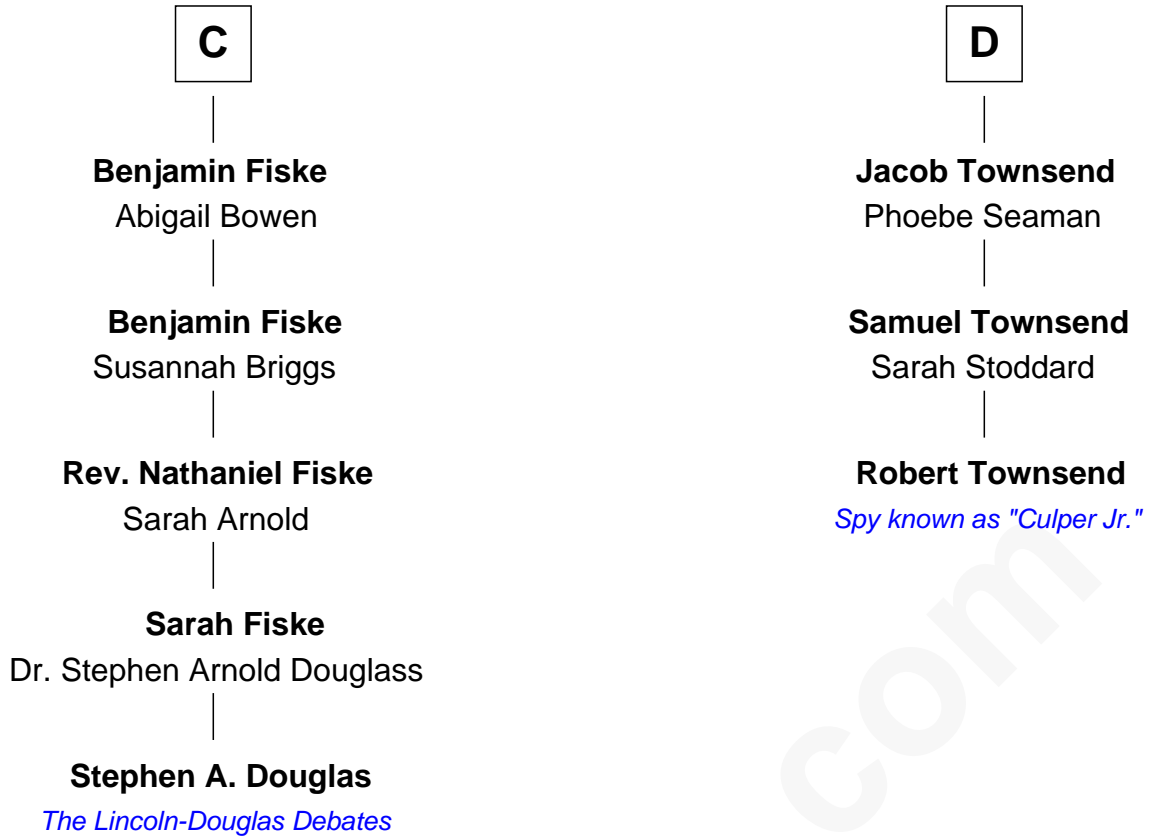 C
Benjamin Fiske
Abigail Bowen
Benjamin Fiske
Susannah Briggs
Rev. Nathaniel Fiske
Sarah Arnold
Sarah Fiske
Dr. Stephen Arnold Douglass
Stephen A. Douglas
The Lincoln-Douglas Debates
D
Jacob Townsend
Phoebe Seaman
Samuel Townsend
Sarah Stoddard
Robert Townsend
Spy known as "Culper Jr."
com